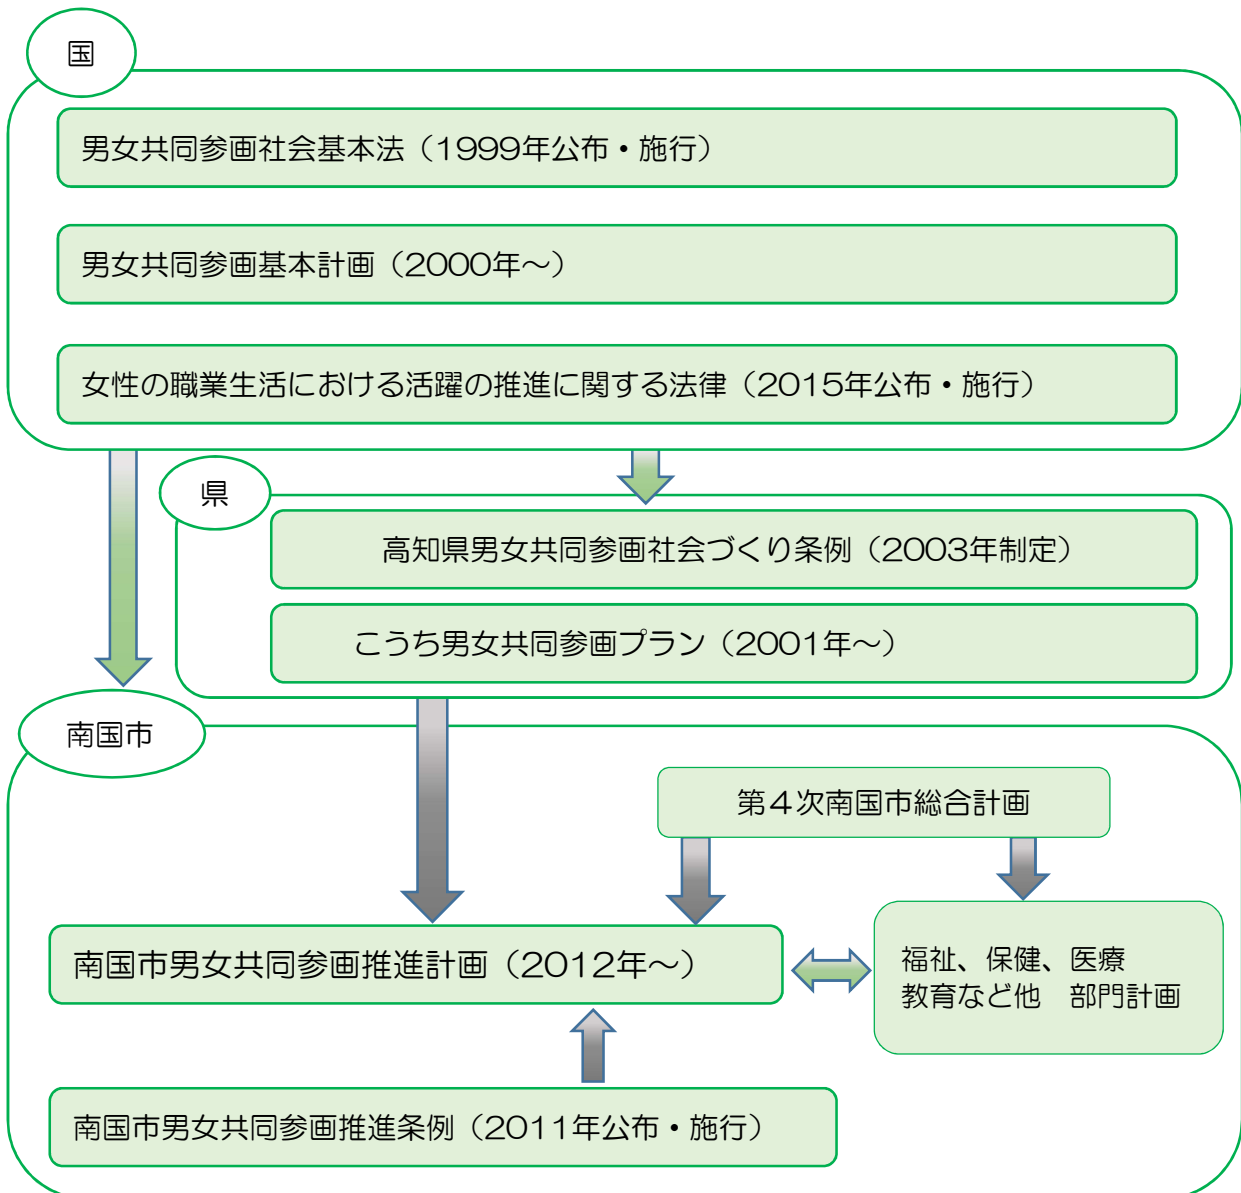 国
男女共同参画社会基本法（1999年公布・施行）
男女共同参画基本計画（2000年～）
女性の職業生活における活躍の推進に関する法律（2015年公布・施行）
県
高知県男女共同参画社会づくり条例（2003年制定）
こうち男女共同参画プラン（2001年～）
南国市
第４次南国市総合計画
南国市男女共同参画推進計画（2012年～）
福祉、保健、医療
教育など他　部門計画
南国市男女共同参画推進条例（2011年公布・施行）